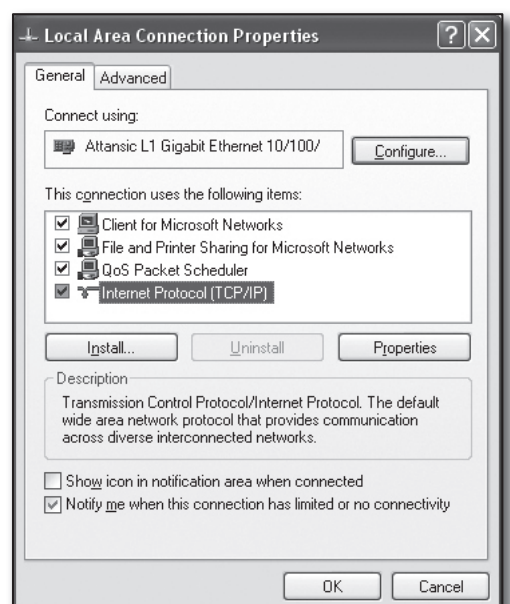 Local Area Connection Properties
General
Advanced
Connect using:
Attansic L1 Gigabit Ethernet 10/100/
Configure...
This connection uses the following items:
Client for Microsoft Networks
File and Printer Sharing for Microsoft Networks
QoS Packet Scheduler
Internet Protocol (TCP/IP)
Install...
Uninstall
Properties
Description
Transmission Control Protocol/Internet Protocol. The default
wide area network protocol that provides communication
across diverse interconnected networks.
Show icon in notification area when connected
Notify me when this connection has limited or no connectivity
OK
Cancel